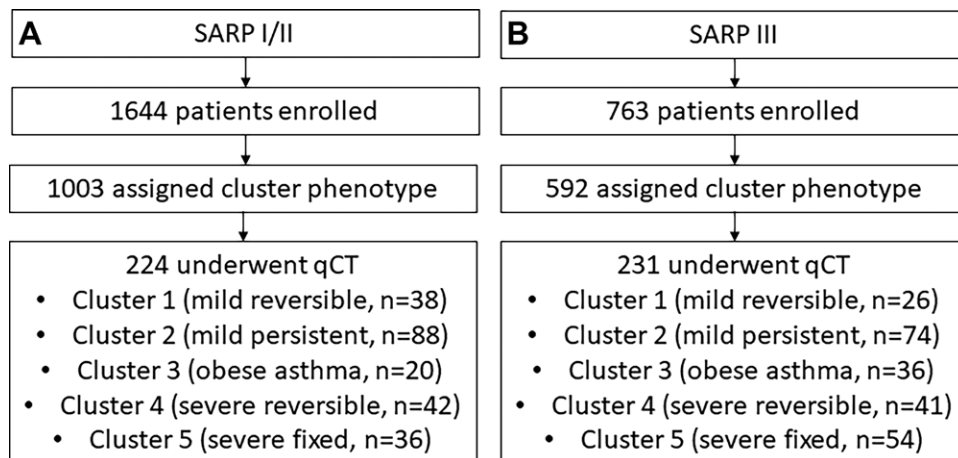 A
SARP I/II
1644 patients enrolled
1003 assigned cluster phenotype
224 underwent qCT
• Cluster 1 (mild reversible, n=38)
• Cluster 2 (mild persistent, n=88)
• Cluster 3 (obese asthma, n=20)
• Cluster 4 (severe reversible, n=42)
• Cluster 5 (severe fixed, n=36)
B
SARP III
763 patients enrolled
592 assigned cluster phenotype
231 underwent qCT
• Cluster 1 (mild reversible, n=26)
• Cluster 2 (mild persistent, n=74)
• Cluster 3 (obese asthma, n=36)
• Cluster 4 (severe reversible, n=41)
• Cluster 5 (severe fixed, n=54)